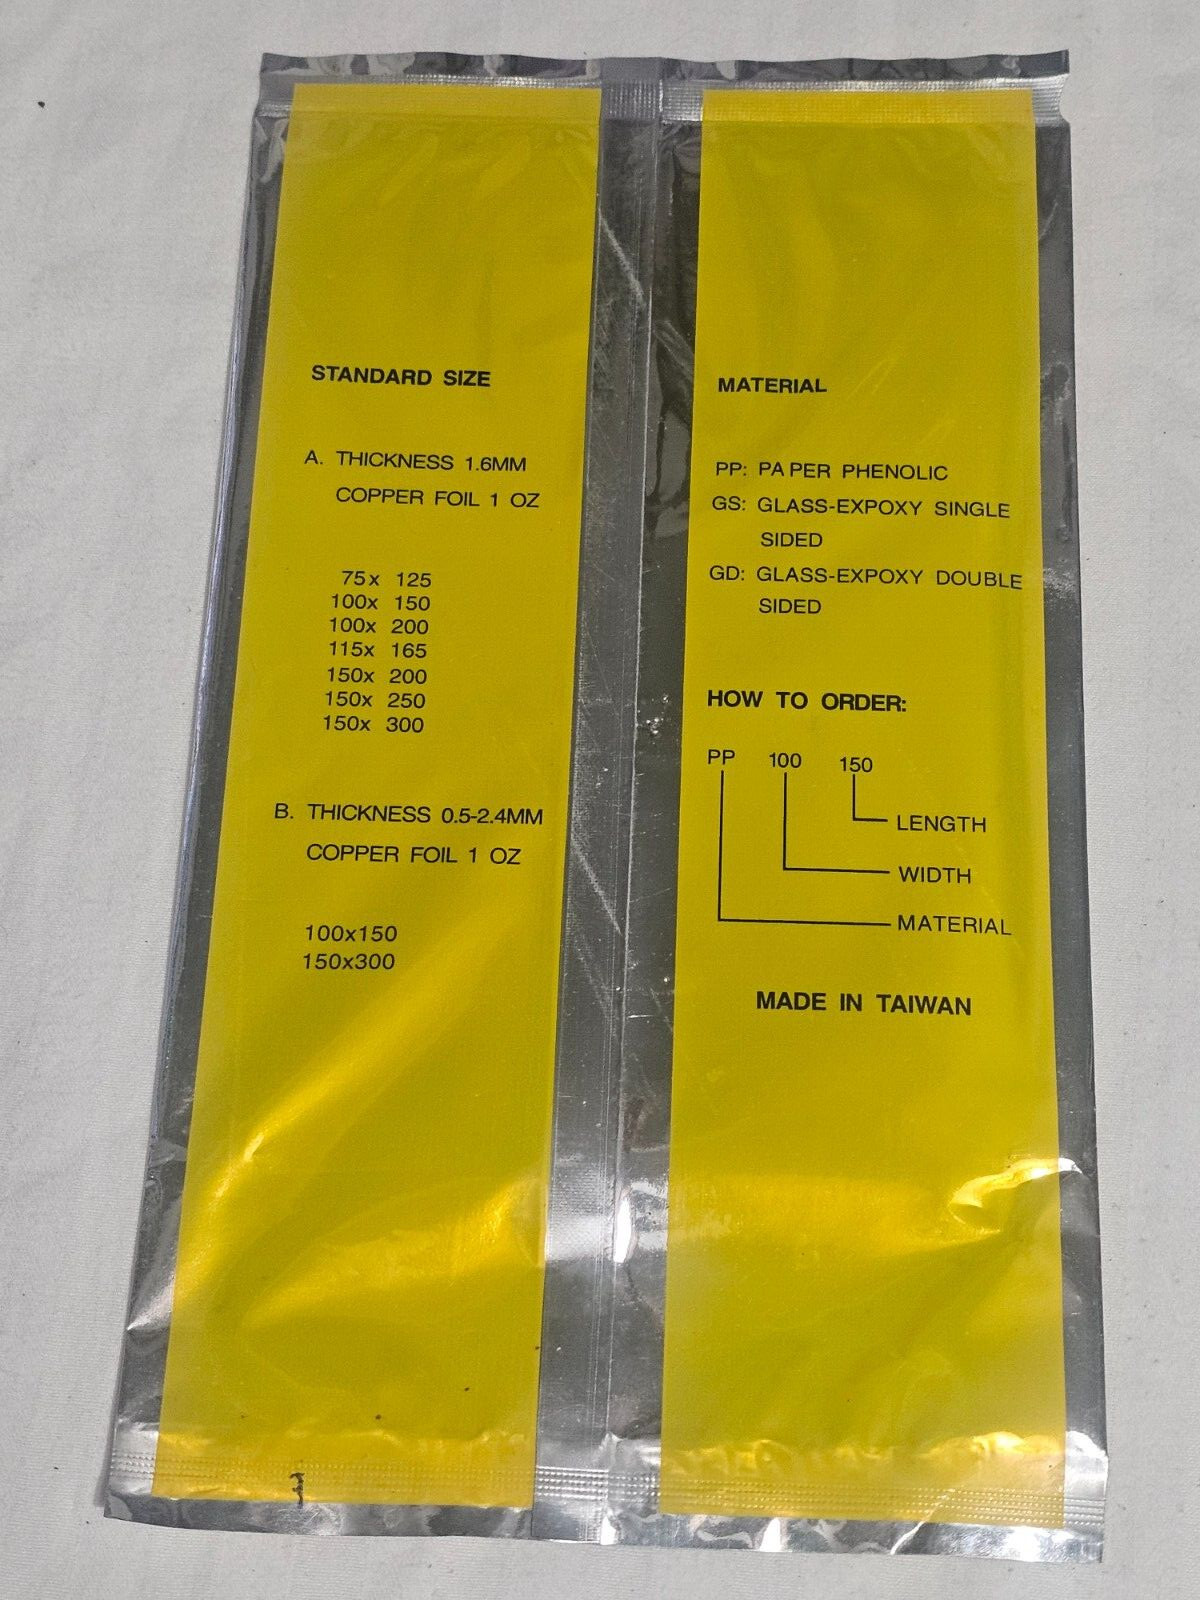 STANDARD SIZE
A. THICKNESS 1.6MM
COPPER FOIL 1 OZ
75x 125
100x 150
100x 200
115x 165
150x 200
150x 250
150x 300
B. THICKNESS 0.5-2.4MM
COPPER FOIL 1 OZ
100x150
150x300
MATERIAL
PP: PAPER PHENOLIC
GS: GLASS-EXPOXY SINGLE
SIDED
GD: GLASS-EXPOXY DOUBLE
SIDED
HOW TO ORDER:
PP 100 150
LENGTH
WIDTH
MATERIAL
MADE IN TAIWAN